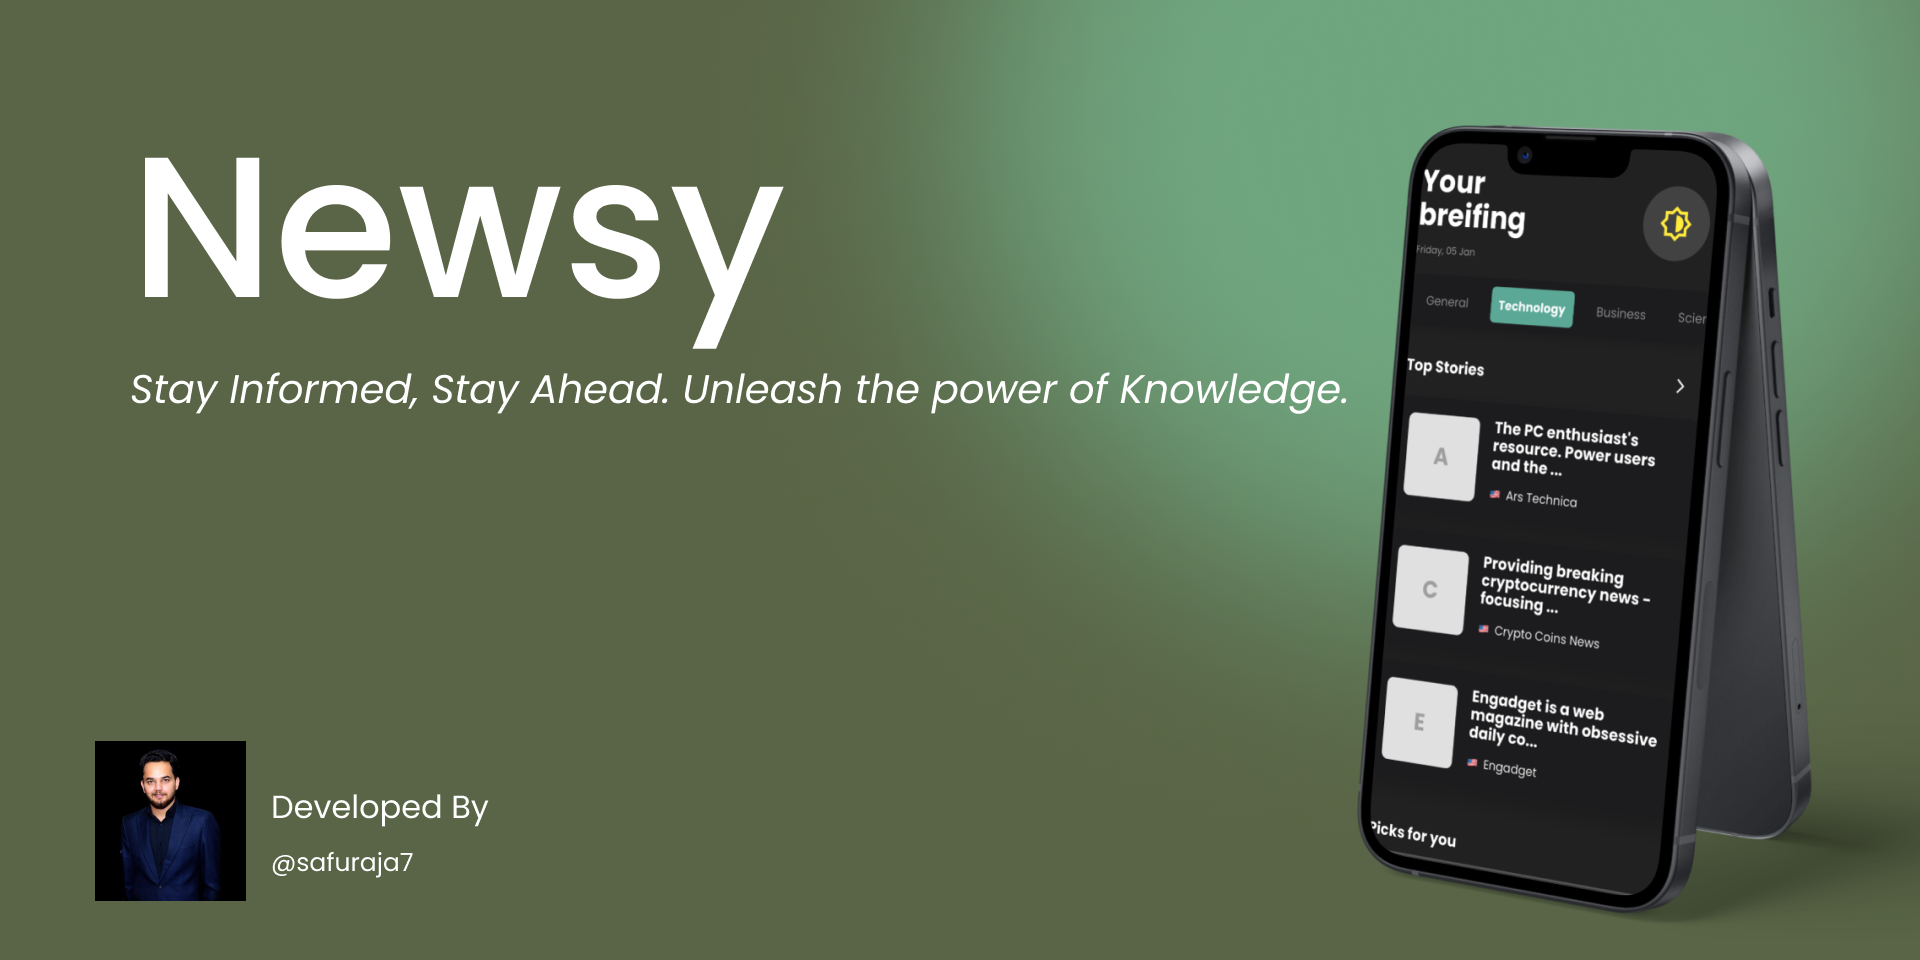 Newsy
Stay Informed, Stay Ahead. Unleash the power of Knowledge.
Developed By
@safuraja7
Your
breifing
Friday, 05 Jan
General Technology Business Scien
Top Stories
A
The PC enthusiast's
resource. Power users
and the ...
Ars Technica
C
Providing breaking
cryptocurrency news -
focusing ...
Crypto Coins News
E
Engadget is a web
magazine with obsessive
daily co...
Engadget
Picks for you